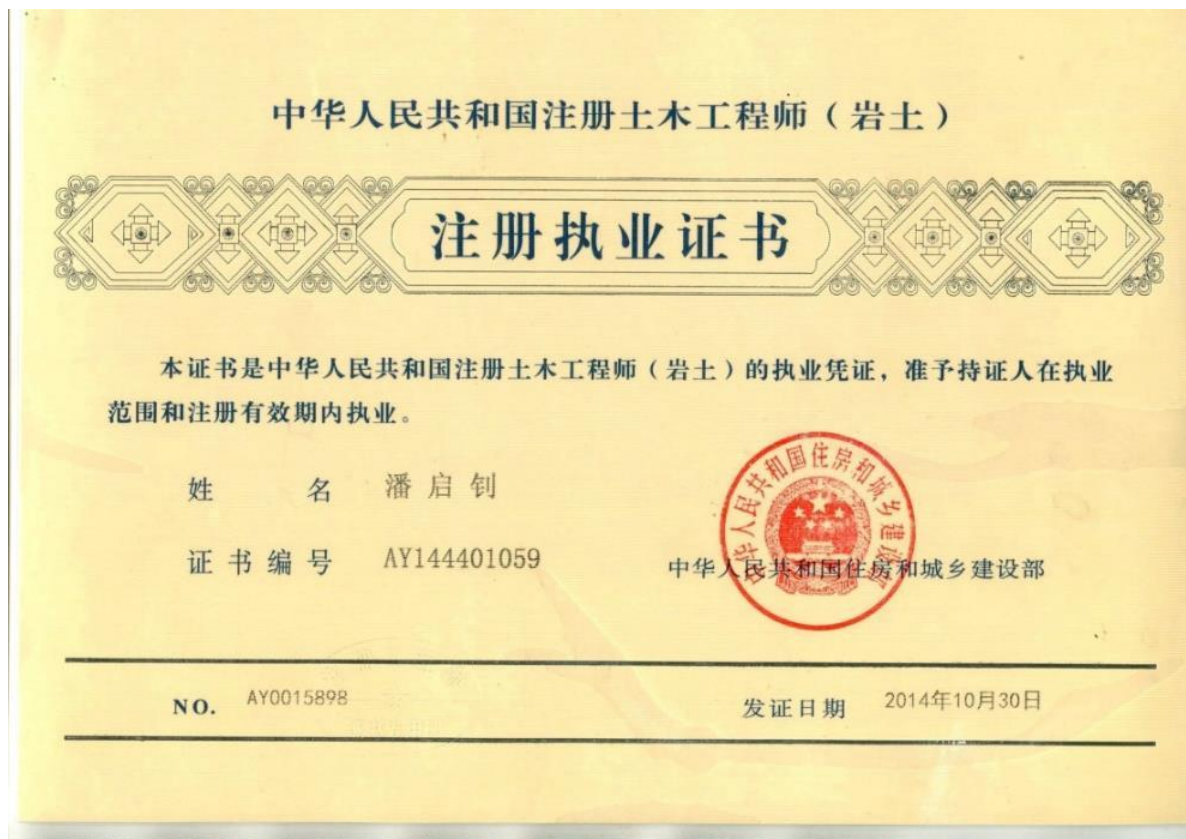 中华人民共和国注册土木工程师（岩土）
注册执业证书
本证书是中华人民共和国注册土木工程师（岩土）的执业凭证，准予持证人在执业
范围和注册有效期内执业。
姓 名 潘启钊
证书编号 AY144401059
中华人民共和国住房和城乡建设部
中华人民共和国住房和城乡建设部
NO. AY0015898
发证日期 2014年10月30日